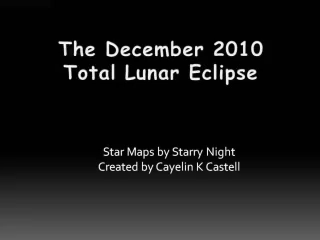 The December 2010
Total Lunar Eclipse
Star Maps by Starry Night
Created by Cayelin K Castell